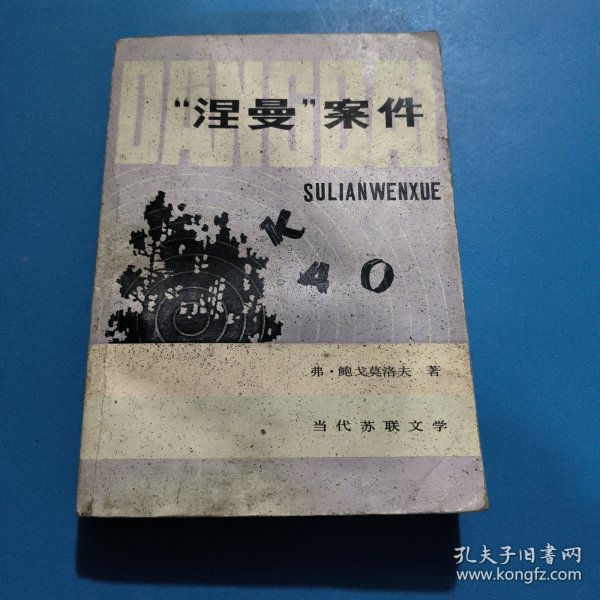 DANGDAI
“涅曼”案件
SULIANWENXUE
K
4 0
弗·鲍戈莫洛夫 著
当代苏联文学
孔夫子旧书网
www.kongfz.com